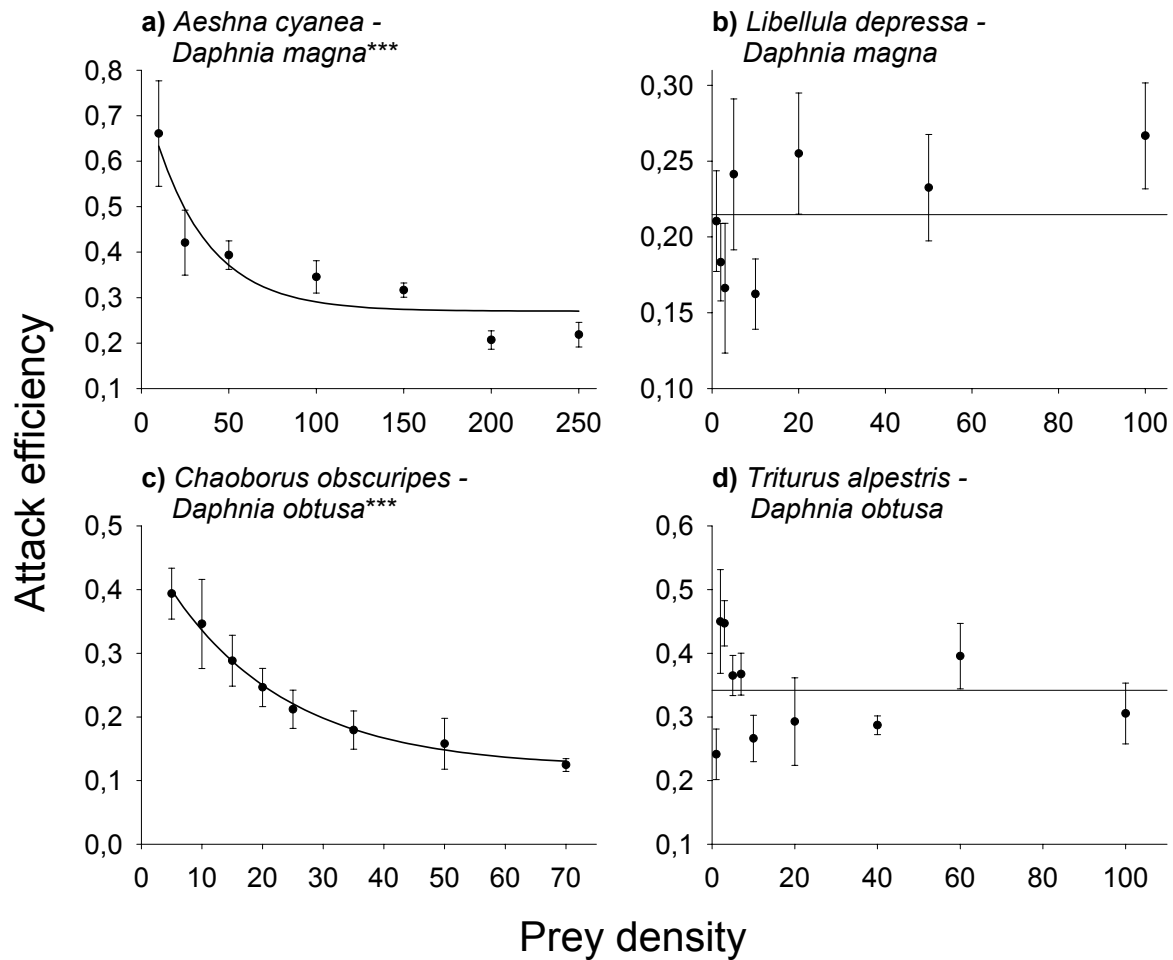 a) Aeshna cyanea -
Daphnia magna***
0,8
0,7
0,6
0,5
0,4
0,3
0,2
0,1
0 50 100 150 200 250
b) Libellula depressa -
Daphnia magna
0,30
0,25
0,20
0,15
0,10
0 20 40 60 80 100
c) Chaoborus obscuripes -
Daphnia obtusa***
0,5
0,4
0,3
0,2
0,1
0,0
0 10 20 30 40 50 60 70
d) Triturus alpestris -
Daphnia obtusa
0,6
0,5
0,4
0,3
0,2
0,1
0 20 40 60 80 100
Attack efficiency
Prey density